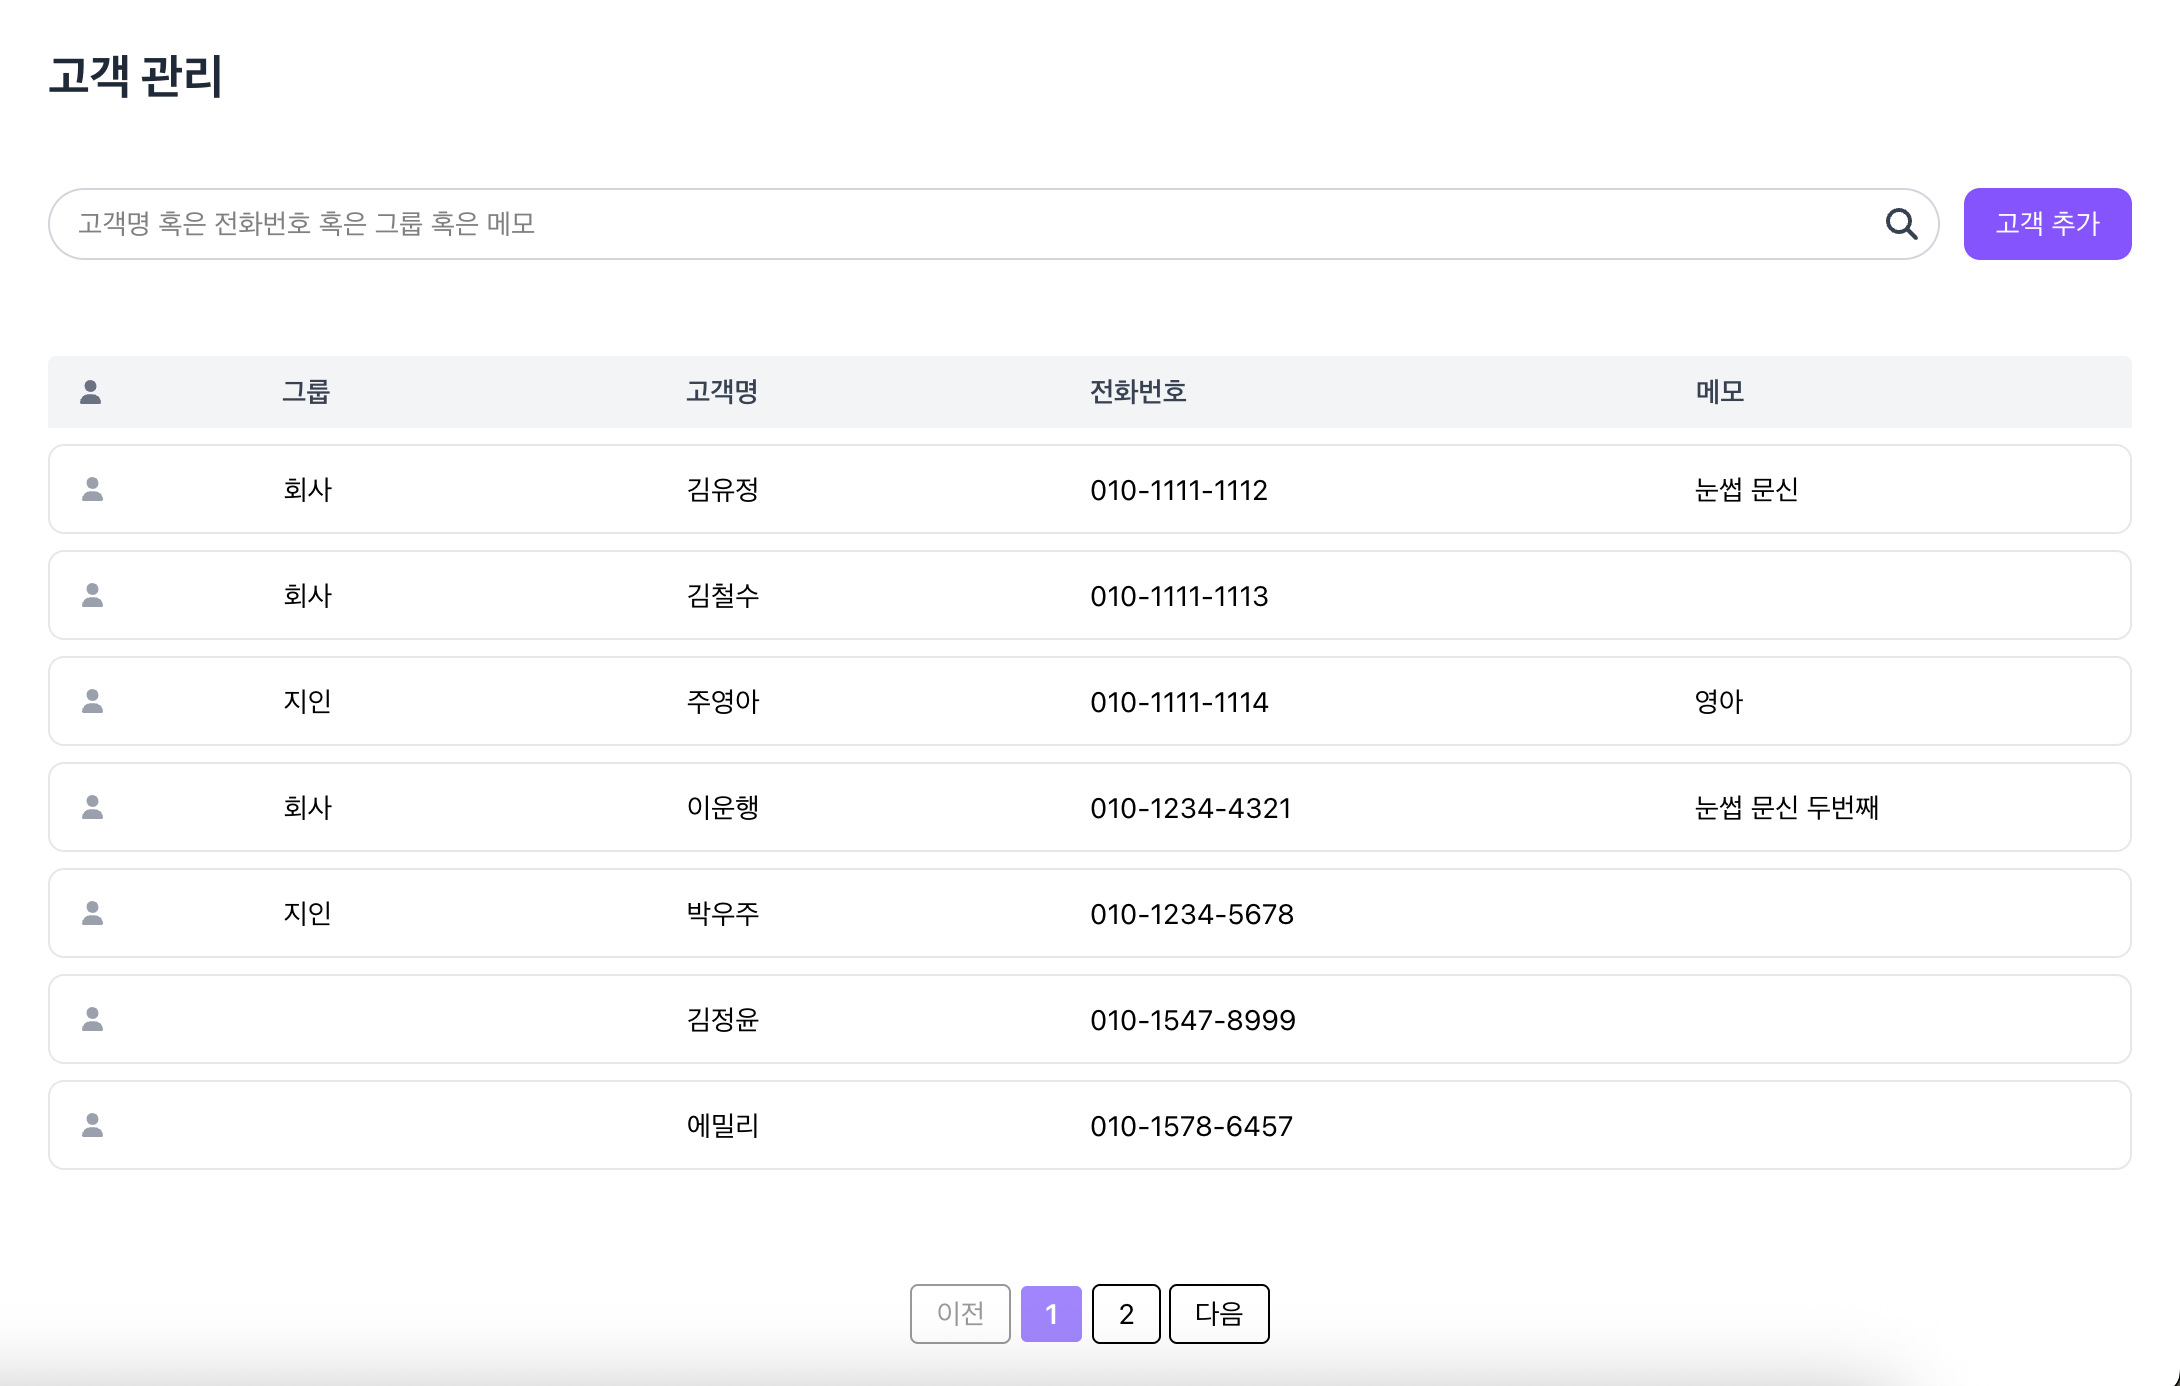 고객 관리
고객명 혹은 전화번호 혹은 그룹 혹은 메모
고객 추가
그룹 고객명 전화번호 메모
회사 김유정 010-1111-1112 눈썹 문신
회사 김철수 010-1111-1113
지인 주영아 010-1111-1114 영아
회사 이운행 010-1234-4321 눈썹 문신 두번째
지인 박우주 010-1234-5678
김정윤 010-1547-8999
에밀리 010-1578-6457
이전 1 2 다음